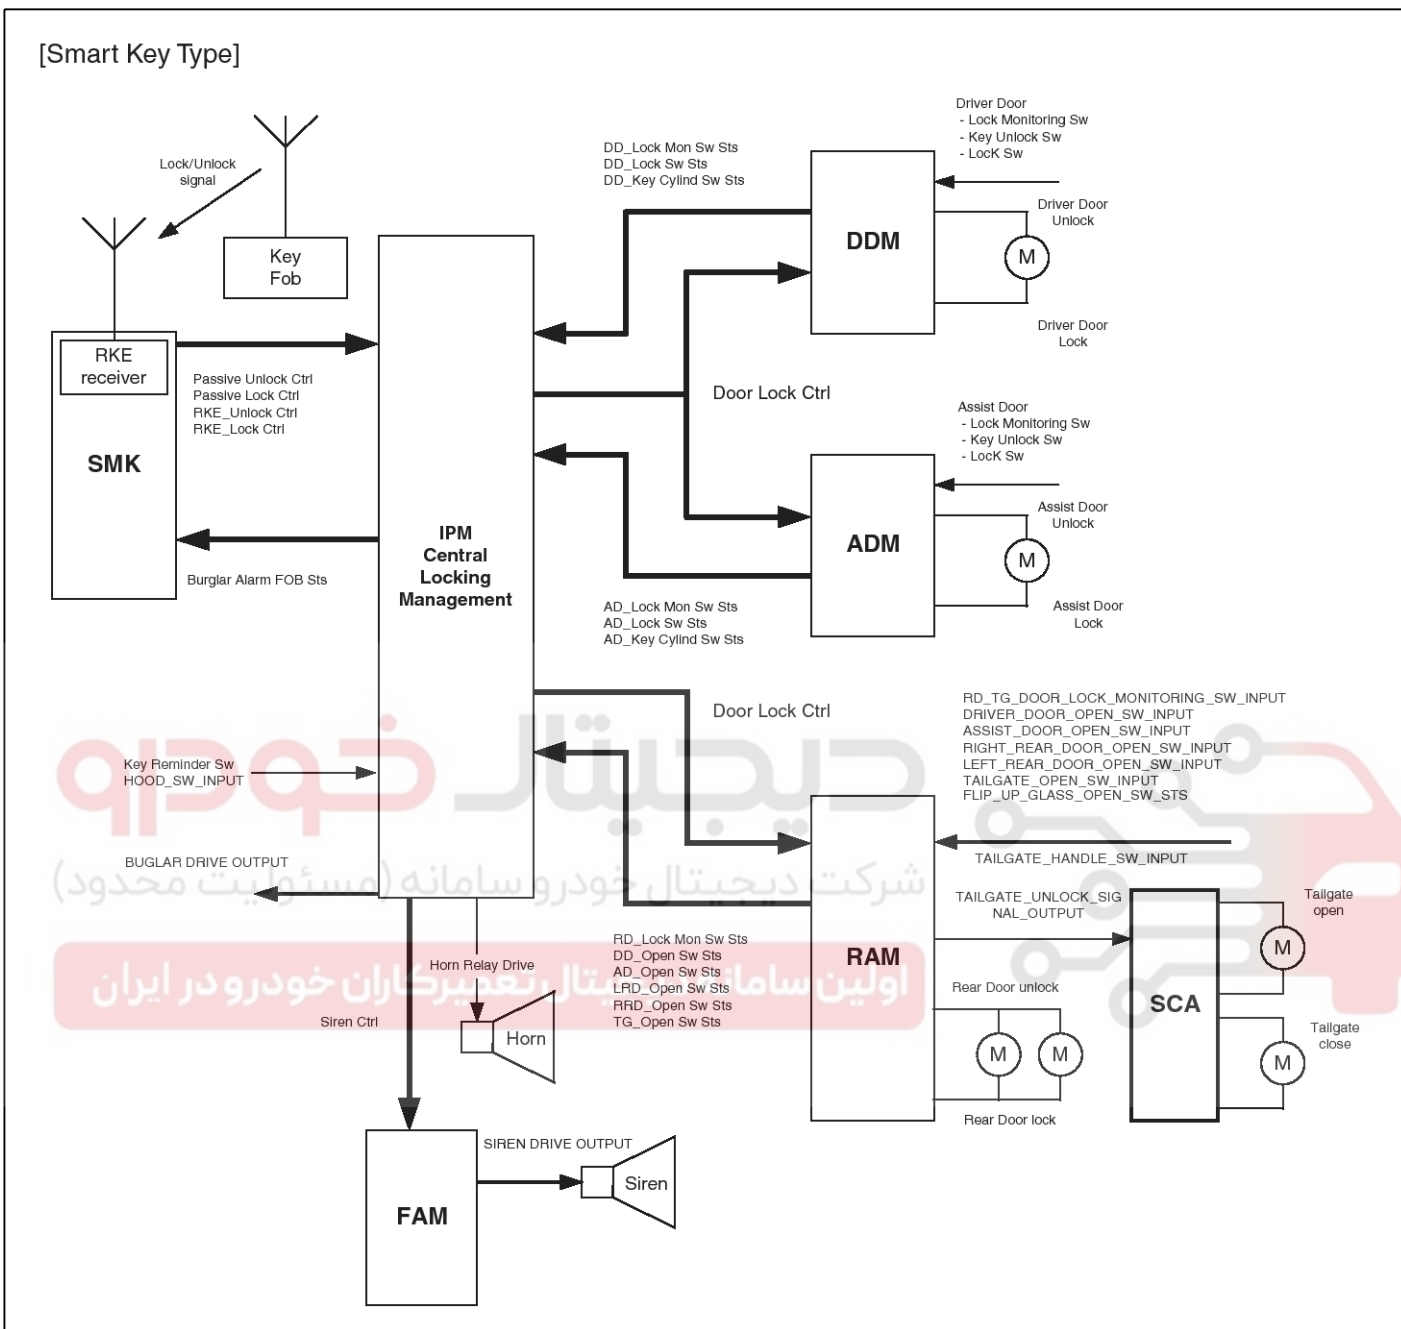 [Smart Key Type]
Lock/Unlock
signal
Key
Fob
RKE
receiver
SMK
Passive Unlock Ctrl
Passive Lock Ctrl
RKE_Unlock Ctrl
RKE_Lock Ctrl
Burglar Alarm FOB Sts
IPM
Central
Locking
Management
DD_Lock Mon Sw Sts
DD_Lock Sw Sts
DD_Key Cylind Sw Sts
DDM
Driver Door
- Lock Monitoring Sw
- Key Unlock Sw
- LocK Sw
Driver Door
Unlock
M
Driver Door
Lock
Door Lock Ctrl
Assist Door
- Lock Monitoring Sw
- Key Unlock Sw
- LocK Sw
ADM
Assist Door
Unlock
M
Assist Door
Lock
AD_Lock Mon Sw Sts
AD_Lock Sw Sts
AD_Key Cylind Sw Sts
Door Lock Ctrl
RD_TG_DOOR_LOCK_MONITORING_SW_INPUT
DRIVER_DOOR_OPEN_SW_INPUT
ASSIST_DOOR_OPEN_SW_INPUT
RIGHT_REAR_DOOR_OPEN_SW_INPUT
LEFT_REAR_DOOR_OPEN_SW_INPUT
TAILGATE_OPEN_SW_INPUT
FLIP_UP_GLASS_OPEN_SW_STS
TAILGATE_HANDLE_SW_INPUT
Key Reminder Sw
HOOD_SW_INPUT
BUGLAR DRIVE OUTPUT
دیجیتال خودرو
شرکت دیجیتال خودرو سامانه (مسئولیت محدود)
اولین سامانه دیجیتال تعمیرکاران خودرو در ایران
TAILGATE_UNLOCK_SIG
NAL_OUTPUT
RAM
SCA
Tailgate
open
M
Tailgate
close
M
Rear Door unlock
M
M
Rear Door lock
RD_Lock Mon Sw Sts
DD_Open Sw Sts
AD_Open Sw Sts
LRD_Open Sw Sts
RRD_Open Sw Sts
TG_Open Sw Sts
Horn Relay Drive
Siren Ctrl
Horn
FAM
SIREN DRIVE OUTPUT
Siren